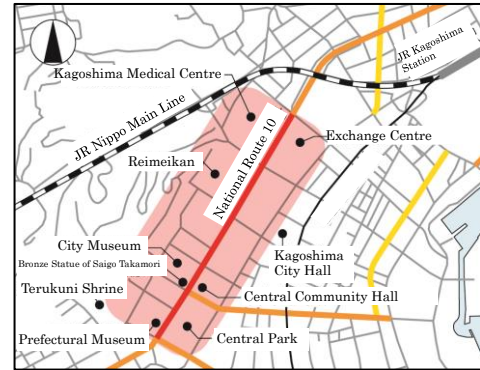 JR Kagoshima
Station
Kagoshima Medical Centre
JR Nippo Main Line
National Route 10
Exchange Centre
Reimeikan
City Museum
Bronze Statue of Saigo Takamori
Kagoshima
City Hall
Terukuni Shrine
Central Community Hall
Prefectural Museum
Central Park